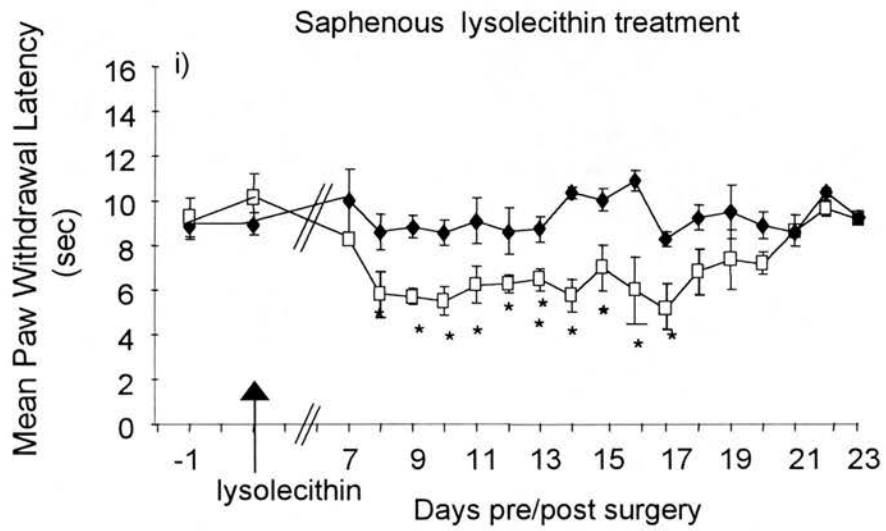 Saphenous lysolecithin treatment
i)
Mean Paw Withdrawal Latency
(sec)
16
14
12
10
8
6
4
2
0
* * * * * * * * * * *
-1 7 9 11 13 15 17 19 21 23
lysolecithin
Days pre/post surgery